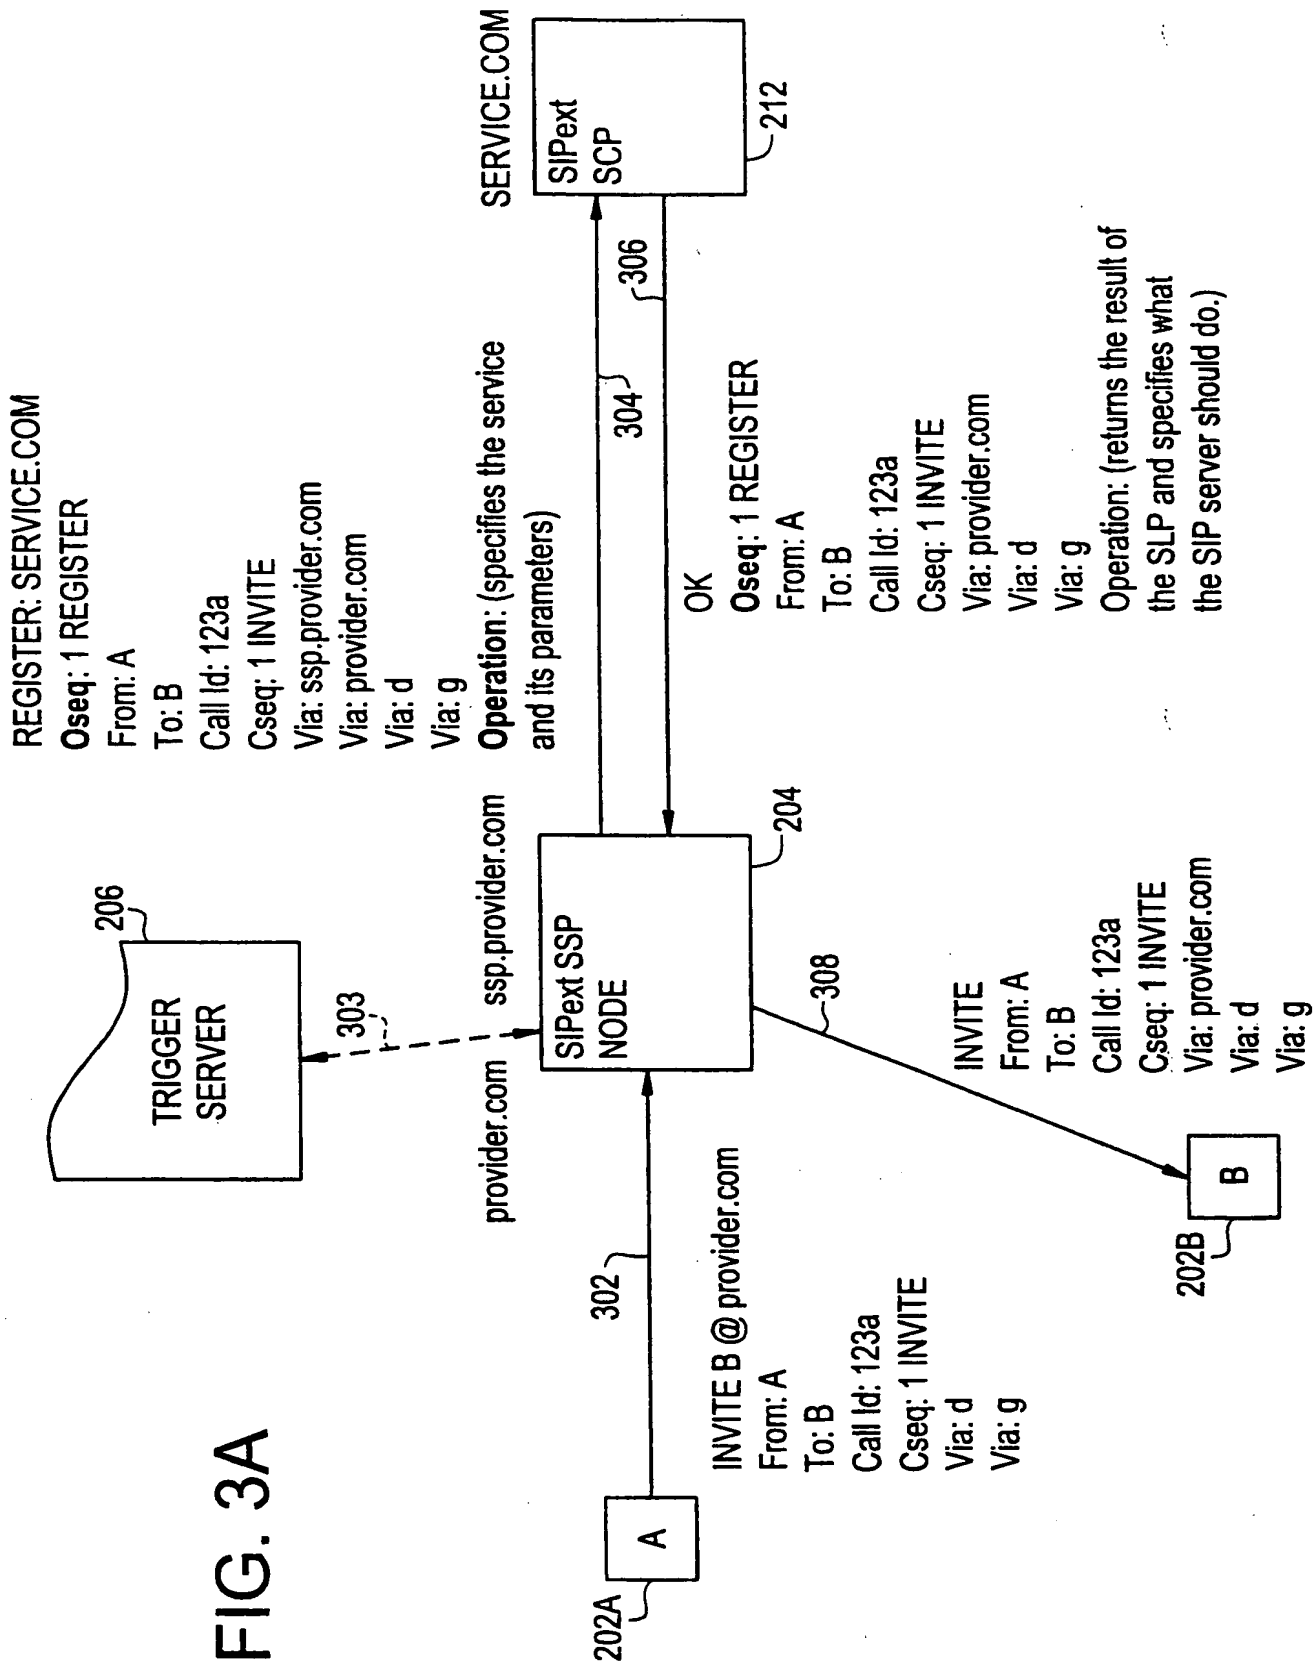 FIG. 3A
REGISTER: SERVICE.COM
Oseq: 1 REGISTER
From: A
To: B
Call Id: 123a
Cseq: 1 INVITE
Via: ssp.provider.com
Via: provider.com
Via: d
Via: g
Operation: (specifies the service
and its parameters)
206
TRIGGER
SERVER
303
provider.com
ssp.provider.com
SERVICE.COM
SIPext SSP
NODE
204
SIPext
SCP
212
304
306
302
A
202A
INVITE B @ provider.com
From: A
To: B
Call Id: 123a
Cseq: 1 INVITE
Via: d
Via: g
OK
Oseq: 1 REGISTER
From: A
To: B
Call Id: 123a
Cseq: 1 INVITE
Via: provider.com
Via: d
Via: g
Operation: (returns the result of
the SLP and specifies what
the SIP server should do.)
308
INVITE
From: A
To: B
Call Id: 123a
Cseq: 1 INVITE
Via: provider.com
Via: d
Via: g
B
202B